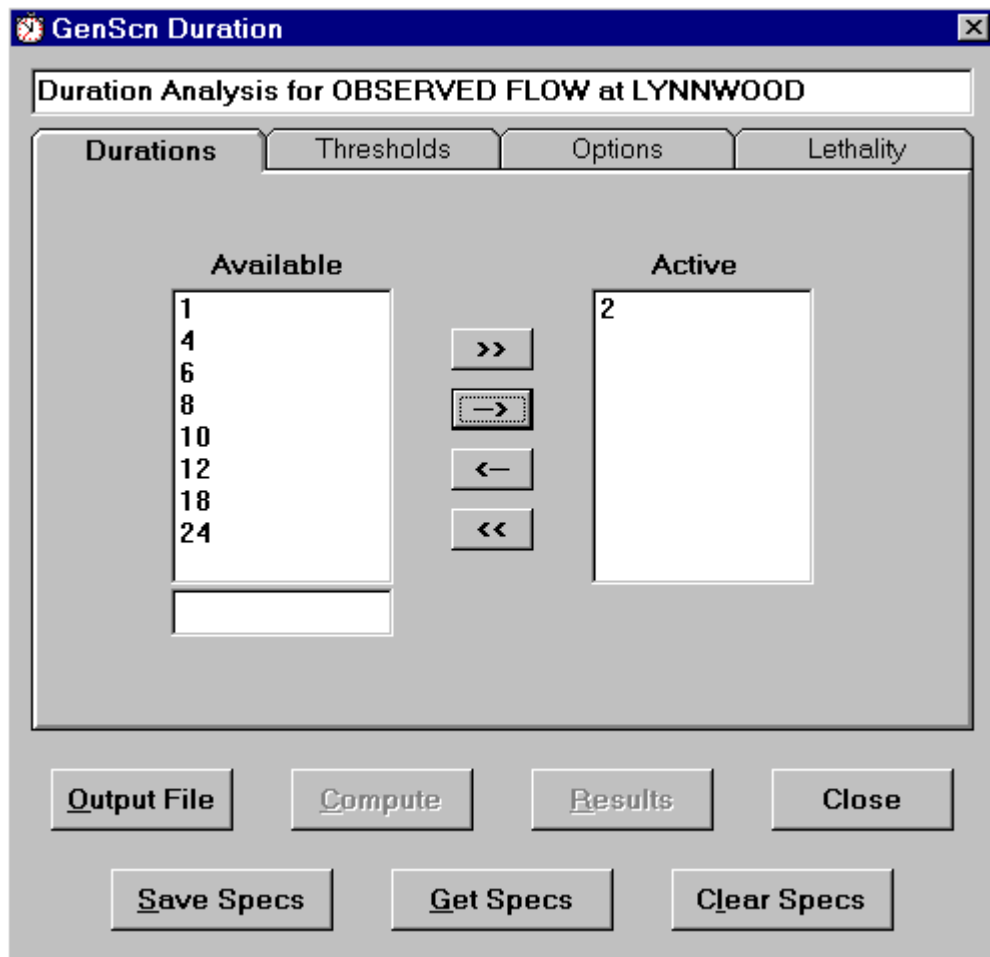 GenScn Duration
Duration Analysis for OBSERVED FLOW at LYNNWOOD
Durations Thresholds Options Lethality
Available Active
1 2
4
6
8
10
12
18
24
>>
—>
<—
<<
Output File Compute Results Close
Save Specs Get Specs Clear Specs